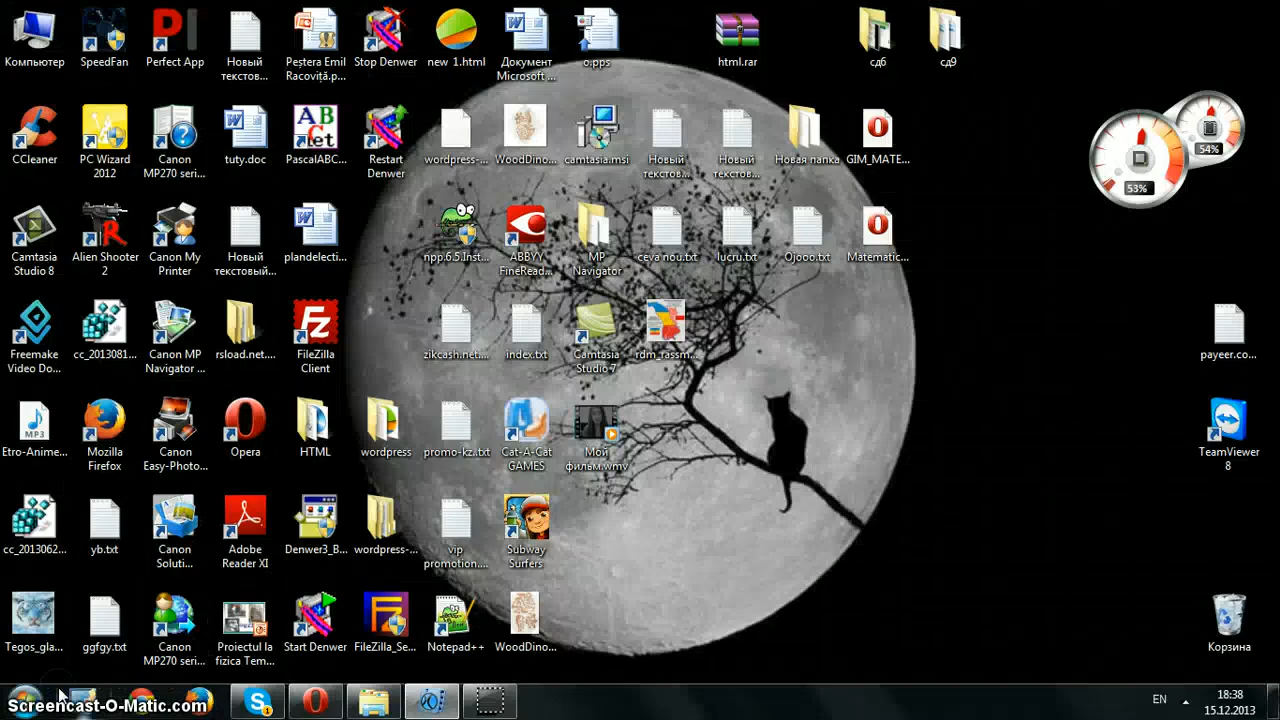 Компьютер
SpeedFan
Perfect App
Новый
текстов...
Peștera Emil
Racoviță.p...
Stop Denwer
new 1.html
Документ
Microsoft ...
o.pps
html.rar
сд6
сд9
CCleaner
PC Wizard
2012
Canon
MP270 seri...
tuty.doc
PascalABC...
Restart
Denwer
wordpress-...
WoodDino...
camtasia.msi
Новый
текстов...
Новый
текстов...
Новая папка
GIM_MATE...
54%
53%
Camtasia
Studio 8
Alien Shooter
2
Canon My
Printer
Новый
текстовый...
plandelecti...
npp.6.5.Inst...
ABBYY
FineRead...
MP
Navigator
ceva nou.txt
lucru.txt
Ojooo.txt
Matematic...
Freemake
Video Do...
cc_2013081...
Canon MP
Navigator ...
rsload.net....
FileZilla
Client
zikcash.net....
index.txt
Camtasia
Studio 7
rdm_rassm...
payeer.co...
MP3
Etro-Anime...
Mozilla
Firefox
Canon
Easy-Photo...
Opera
HTML
wordpress
promo-kz.txt
Cat-A-Cat
GAMES
Мой
фильм.wmv
TeamViewer
8
cc_2013062...
yb.txt
Canon
Soluti...
Adobe
Reader XI
Denwer3_B...
wordpress-...
vip
promotion....
Subway
Surfers
Tegos_gla...
ggfgy.txt
Canon
MP270 seri...
Proiectul la
fizica Tem...
Start Denwer
FileZilla_Se...
Notepad++
WoodDino...
Корзина
Screencast-O-Matic.com
EN
18:38
15.12.2013